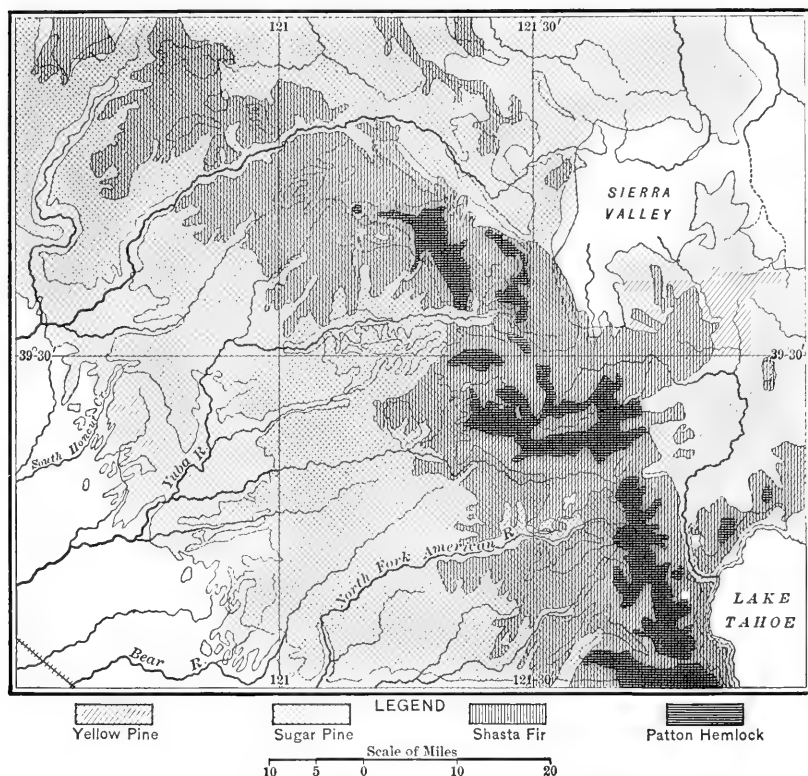 121
121 30'
SIERRA
VALLEY
39°30'
39°30'
South Honcut Cr.
Yuba R.
North Fork American R.
Bear R.
LAKE
TAHOE
121
121°30'
LEGEND
Yellow Pine
Sugar Pine
Shasta Fir
Patton Hemlock
Scale of Miles
10 5 0 10 20